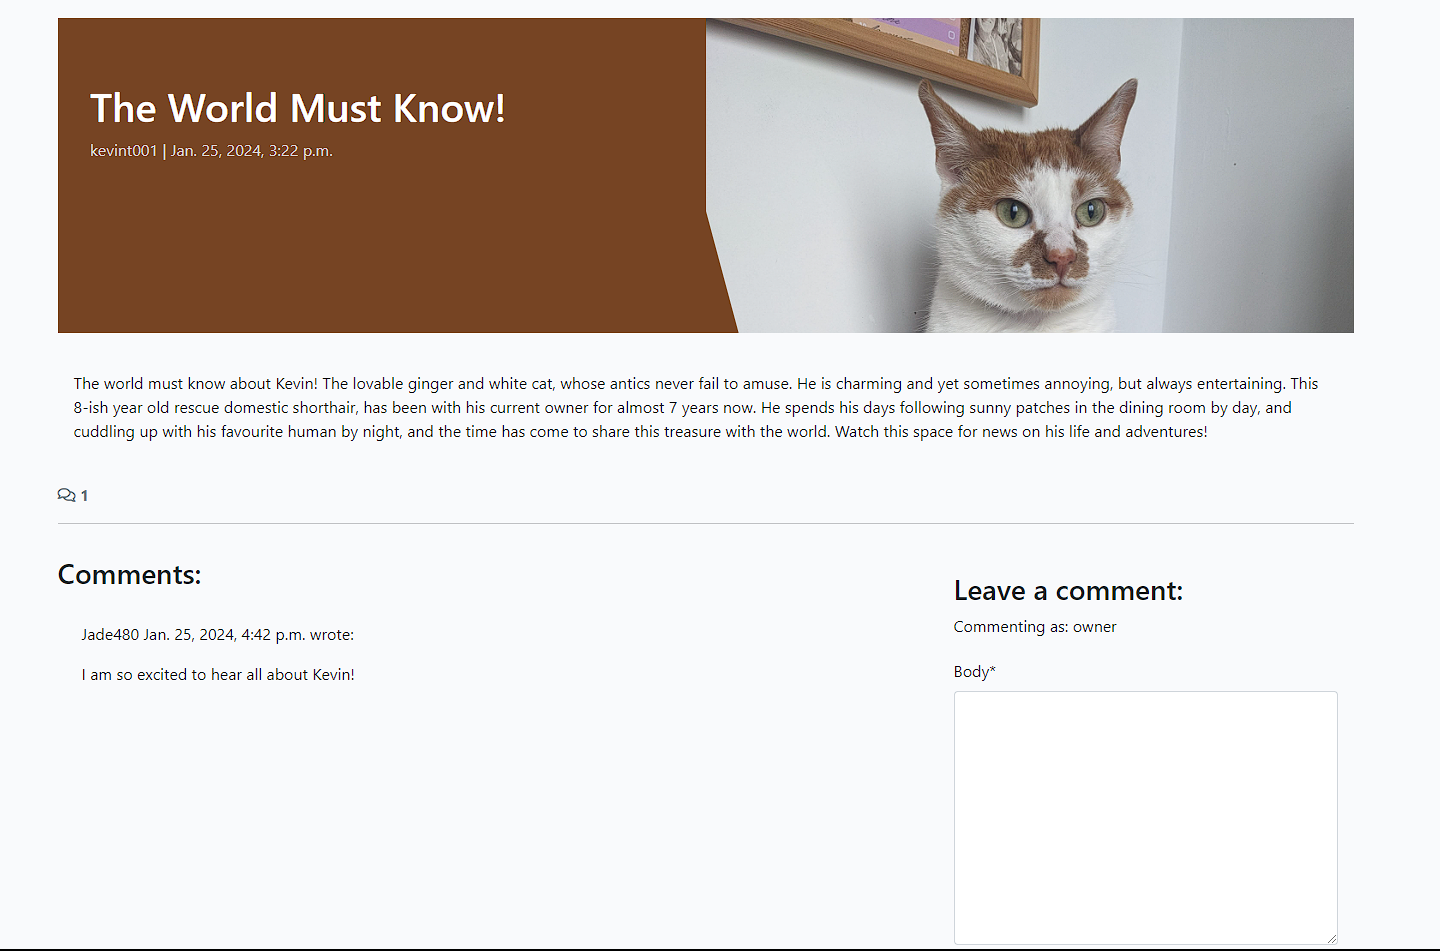 The World Must Know!
kevint001 | Jan. 25, 2024, 3:22 p.m.
The world must know about Kevin! The lovable ginger and white cat, whose antics never fail to amuse. He is charming and yet sometimes annoying, but always entertaining. This
8-ish year old rescue domestic shorthair, has been with his current owner for almost 7 years now. He spends his days following sunny patches in the dining room by day, and
cuddling up with his favourite human by night, and the time has come to share this treasure with the world. Watch this space for news on his life and adventures!
1
Comments:
Jade480 Jan. 25, 2024, 4:42 p.m. wrote:
I am so excited to hear all about Kevin!
Leave a comment:
Commenting as: owner
Body*